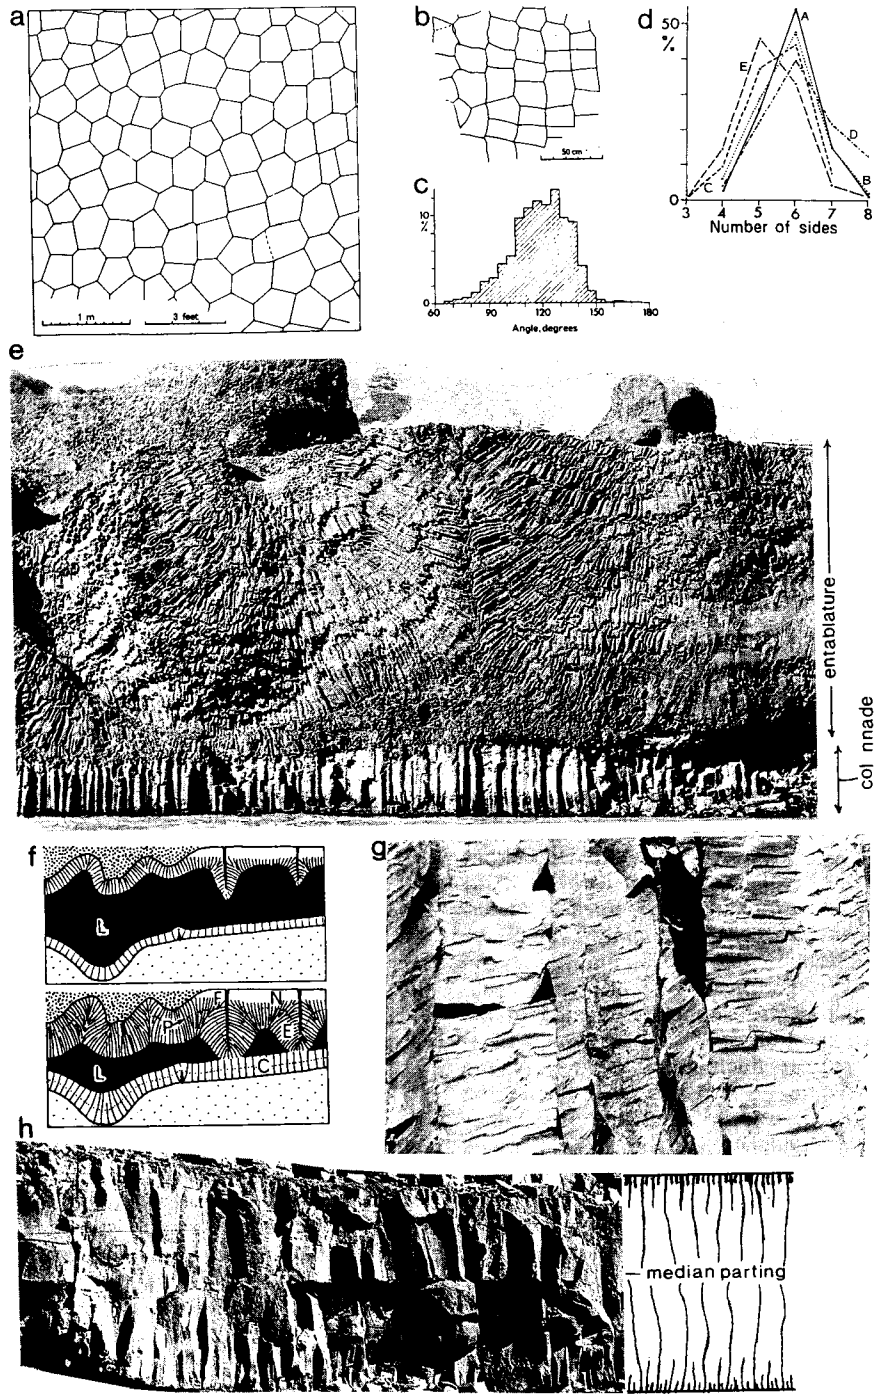 a
1 m
3 feet
b
50 cm
c
10
%
0
60
90
120
150
180
Angle, degrees
d
50
%
0
A
E
D
C
B
3
4
5
6
7
8
Number of sides
e
entablature
col nnade
f
L
F
N
P
E
L
C
g
h
median parting